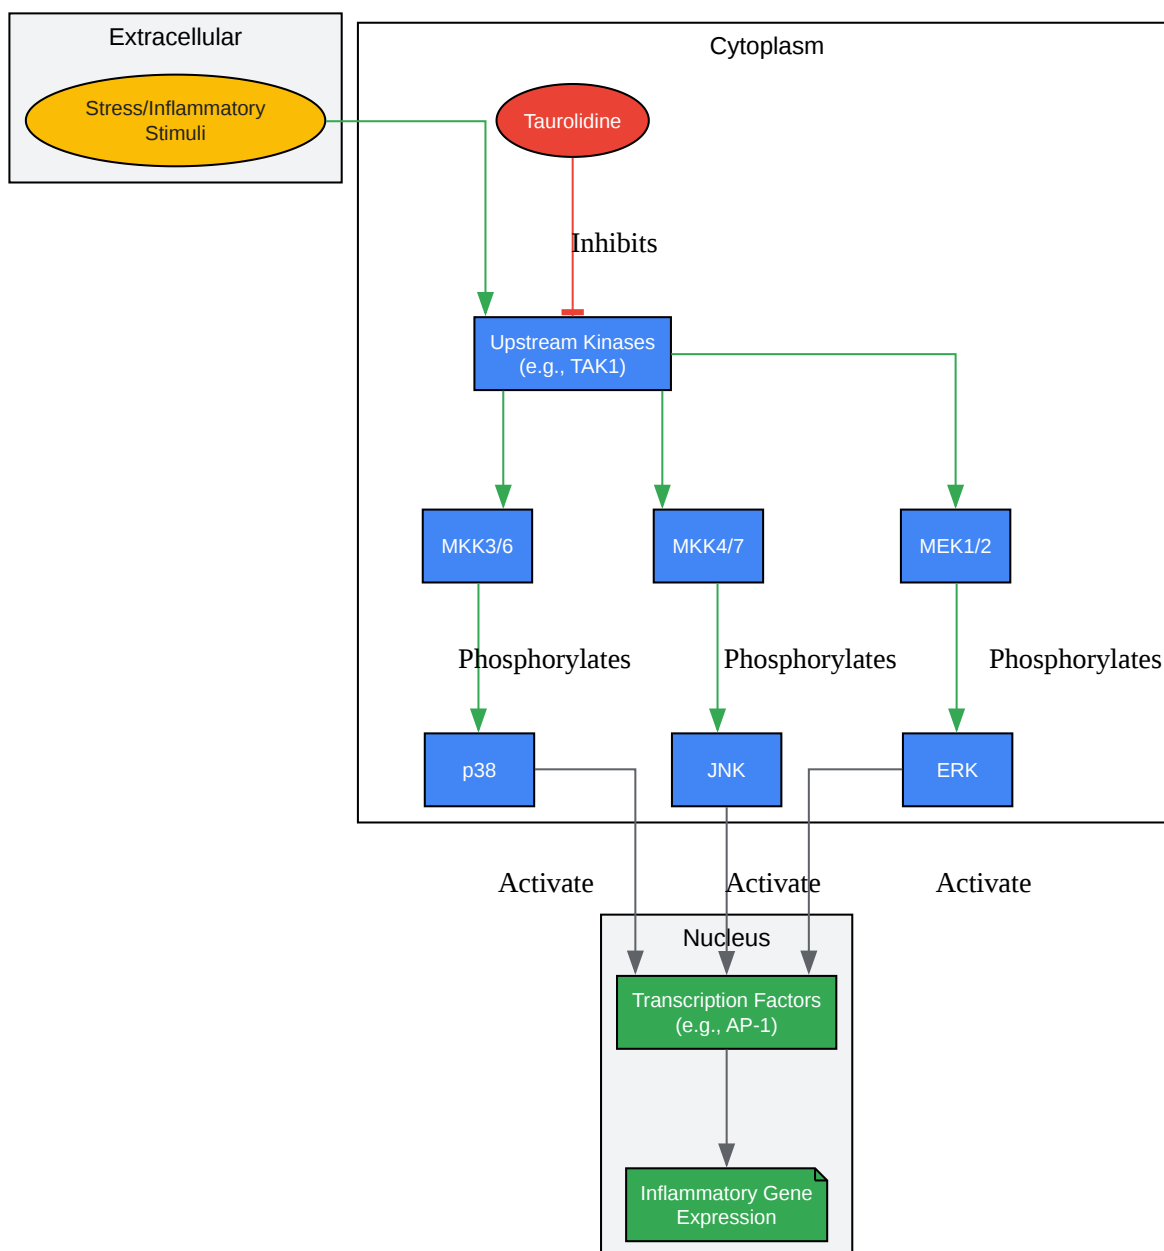 Extracellular
Cytoplasm
Stress/Inflammatory
Stimuli
Taurolidine
Inhibits
Upstream Kinases
(e.g., TAK1)
MKK3/6
MKK4/7
MEK1/2
Phosphorylates
Phosphorylates
Phosphorylates
p38
JNK
ERK
Activate
Activate
Activate
Nucleus
Transcription Factors
(e.g., AP-1)
Inflammatory Gene
Expression